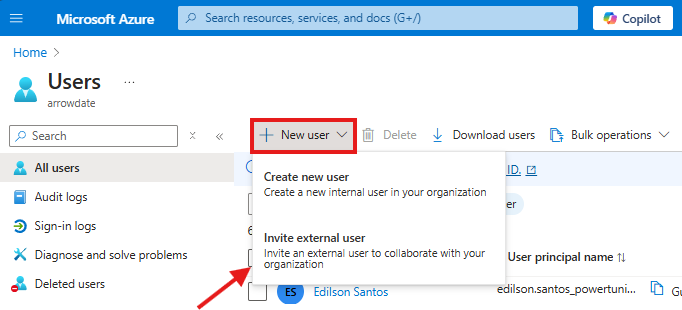 Microsoft Azure
Search resources, services, and docs (G+/)
Copilot
Home >
Users
...
arrowdate
Search
New user
Delete
Download users
Bulk operations
All users
Audit logs
Sign-in logs
Diagnose and solve problems
Deleted users
Create new user
Create a new internal user in your organization
Invite external user
Invite an external user to collaborate with your
organization
ID.
er
6
User principal name ↑↓
ES
Edilson Santos
edilson.santos_powertuni...
Gu